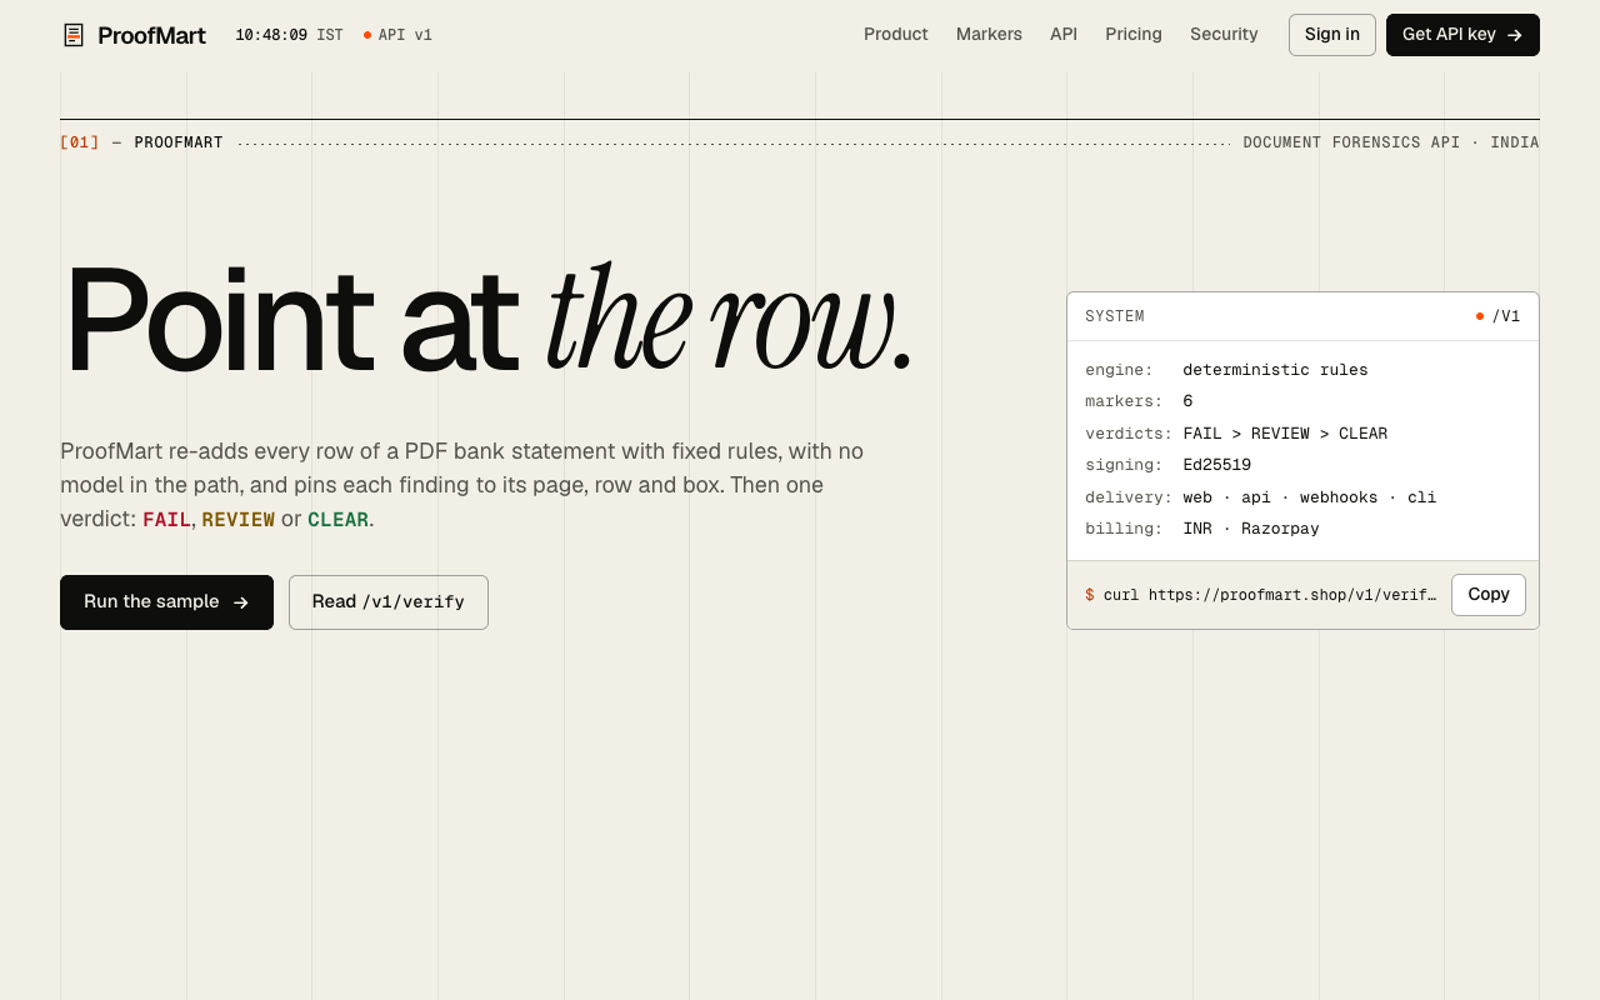 ProofMart
10:48:09 IST
API v1
Product
Markers
API
Pricing
Security
Sign in
Get API key →
[01] — PROOFMART
DOCUMENT FORENSICS API · INDIA
Point at the row.
ProofMart re-adds every row of a PDF bank statement with fixed rules, with no
model in the path, and pins each finding to its page, row and box. Then one
verdict: FAIL, REVIEW or CLEAR.
Run the sample →
Read /v1/verify
SYSTEM
/V1
engine: deterministic rules
markers: 6
verdicts: FAIL > REVIEW > CLEAR
signing: Ed25519
delivery: web · api · webhooks · cli
billing: INR · Razorpay
$ curl https://proofmart.shop/v1/verif…
Copy